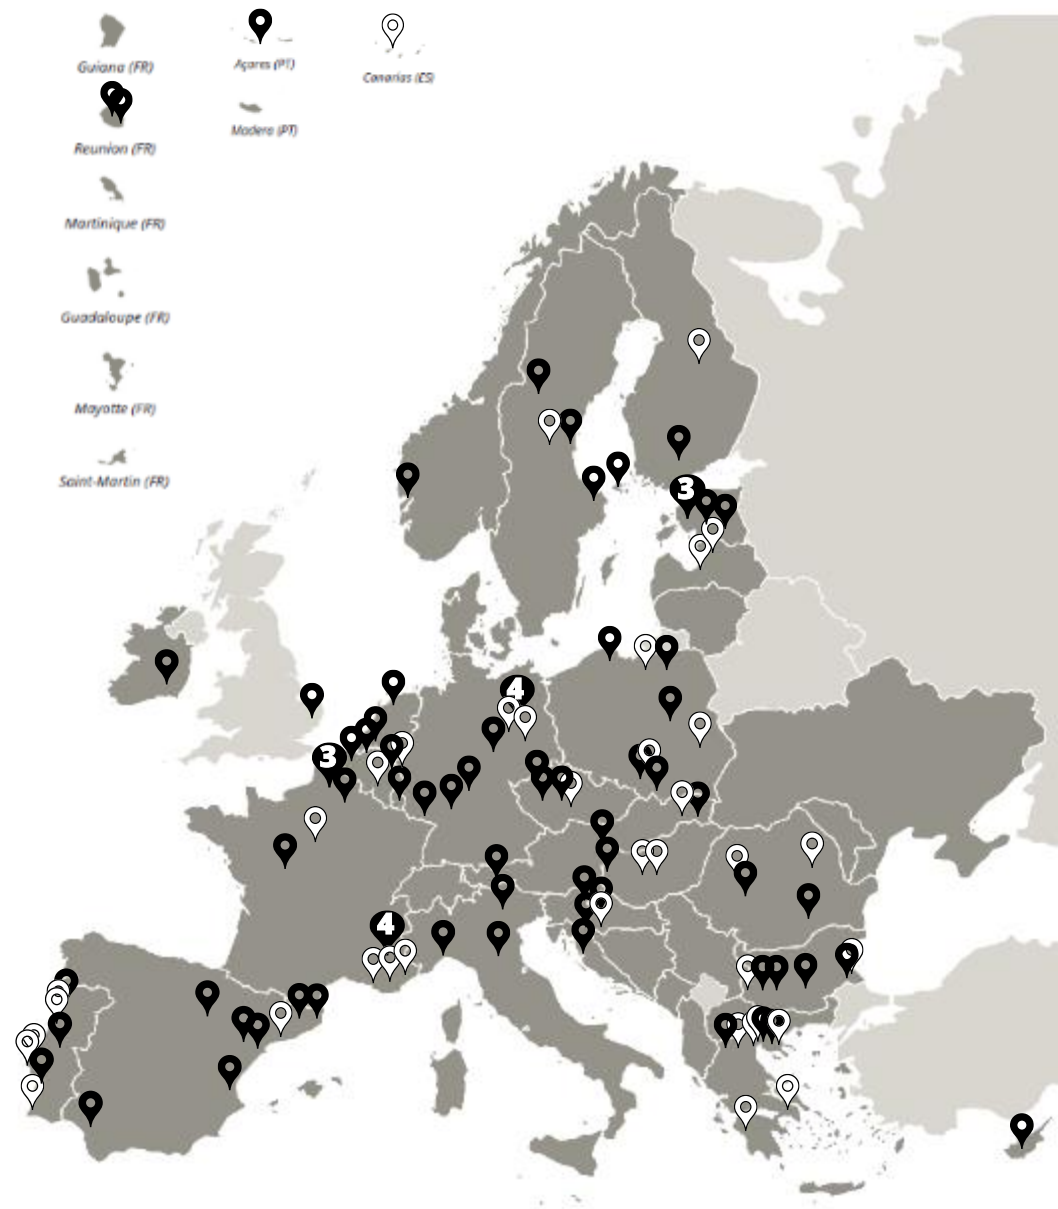 Guiana (FR)
Açores (PT)
Canarias (ES)
Reunion (FR)
Madera (PT)
Martinique (FR)
Guadaloupe (FR)
Mayotte (FR)
Saint-Martin (FR)
3
4
3
4